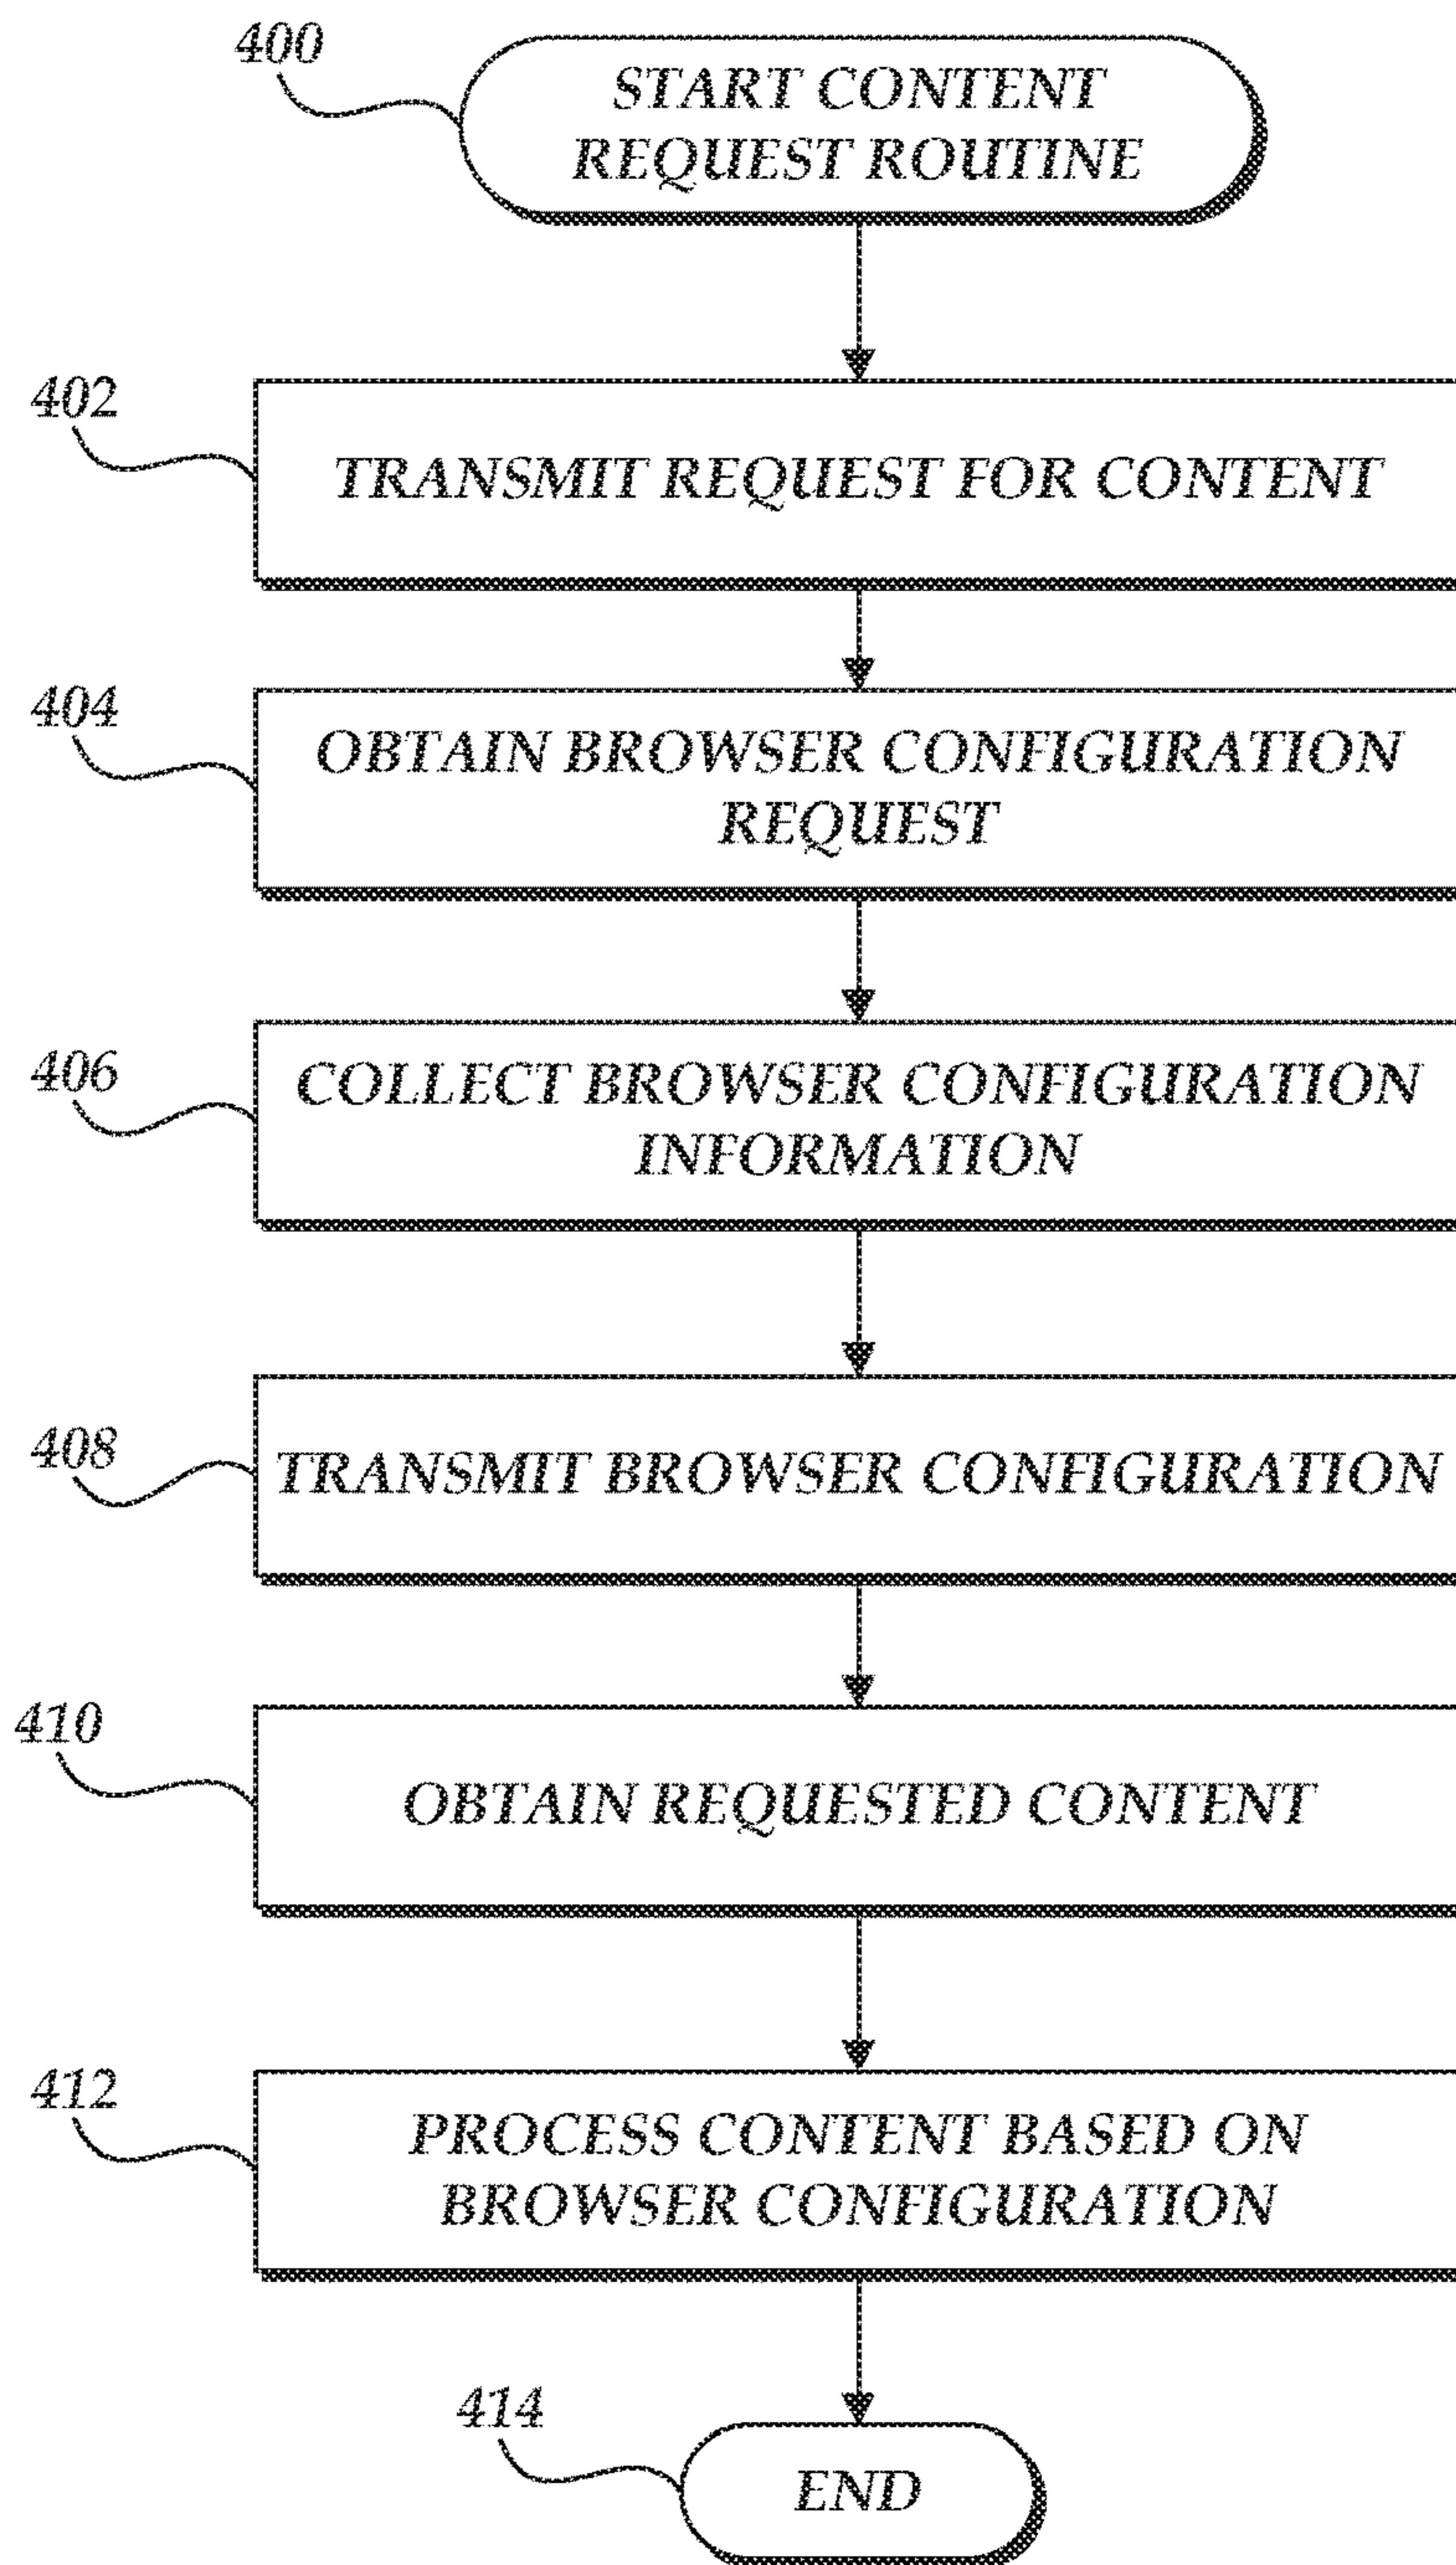 400
START CONTENT
REQUEST ROUTINE
402
TRANSMIT REQUEST FOR CONTENT
404
OBTAIN BROWSER CONFIGURATION
REQUEST
406
COLLECT BROWSER CONFIGURATION
INFORMATION
408
TRANSMIT BROWSER CONFIGURATION
410
OBTAIN REQUESTED CONTENT
412
PROCESS CONTENT BASED ON
BROWSER CONFIGURATION
414
END